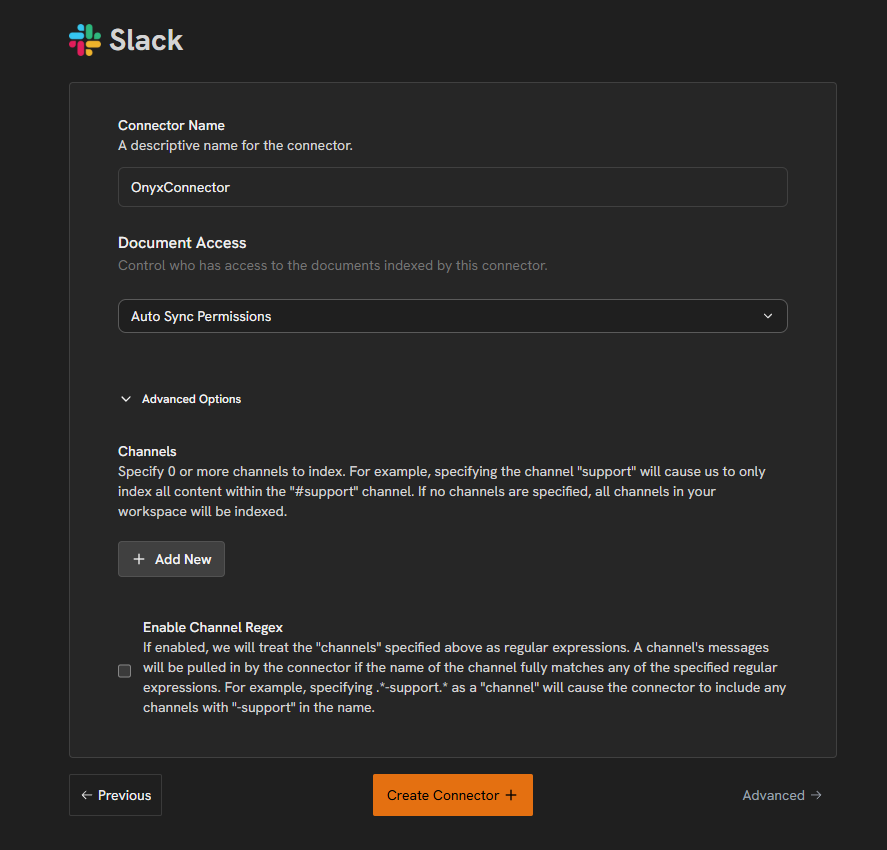 Slack
Connector Name
A descriptive name for the connector.
OnyxConnector
Document Access
Control who has access to the documents indexed by this connector.
Auto Sync Permissions
Advanced Options
Channels
Specify 0 or more channels to index. For example, specifying the channel "support" will cause us to only
index all content within the "#support" channel. If no channels are specified, all channels in your
workspace will be indexed.
+ Add New
Enable Channel Regex
If enabled, we will treat the "channels" specified above as regular expressions. A channel's messages
will be pulled in by the connector if the name of the channel fully matches any of the specified regular
expressions. For example, specifying .*-support.* as a "channel" will cause the connector to include any
channels with "-support" in the name.
← Previous
Create Connector +
Advanced →